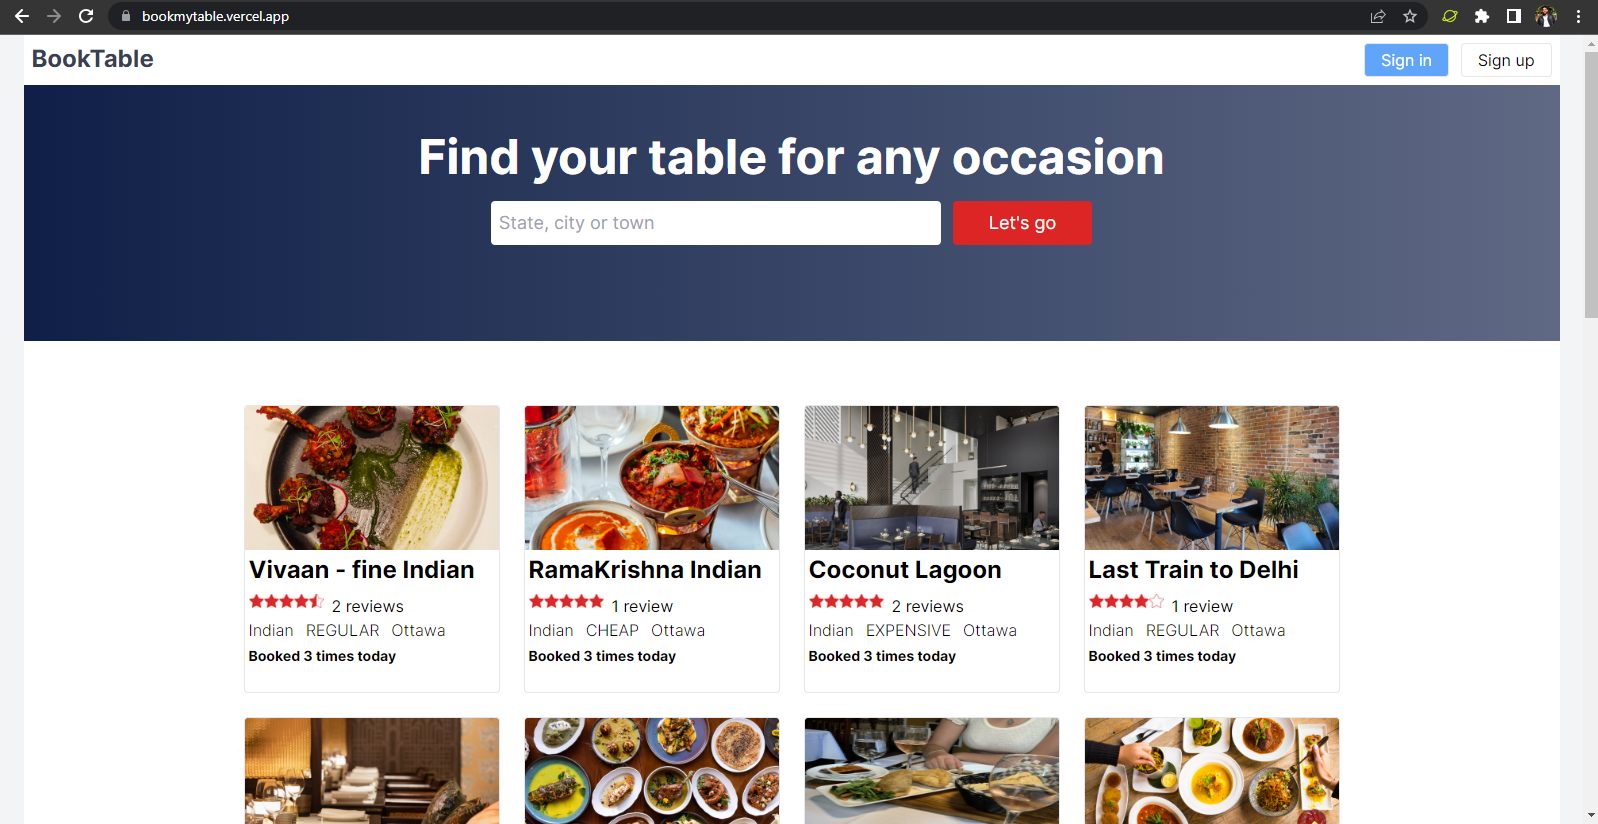 bookmytable.vercel.app
BookTable
Sign in
Sign up
Find your table for any occasion
State, city or town
Let's go
Vivaan - fine Indian
2 reviews
Indian REGULAR Ottawa
Booked 3 times today
RamaKrishna Indian
1 review
Indian CHEAP Ottawa
Booked 3 times today
Coconut Lagoon
2 reviews
Indian EXPENSIVE Ottawa
Booked 3 times today
Last Train to Delhi
1 review
Indian REGULAR Ottawa
Booked 3 times today